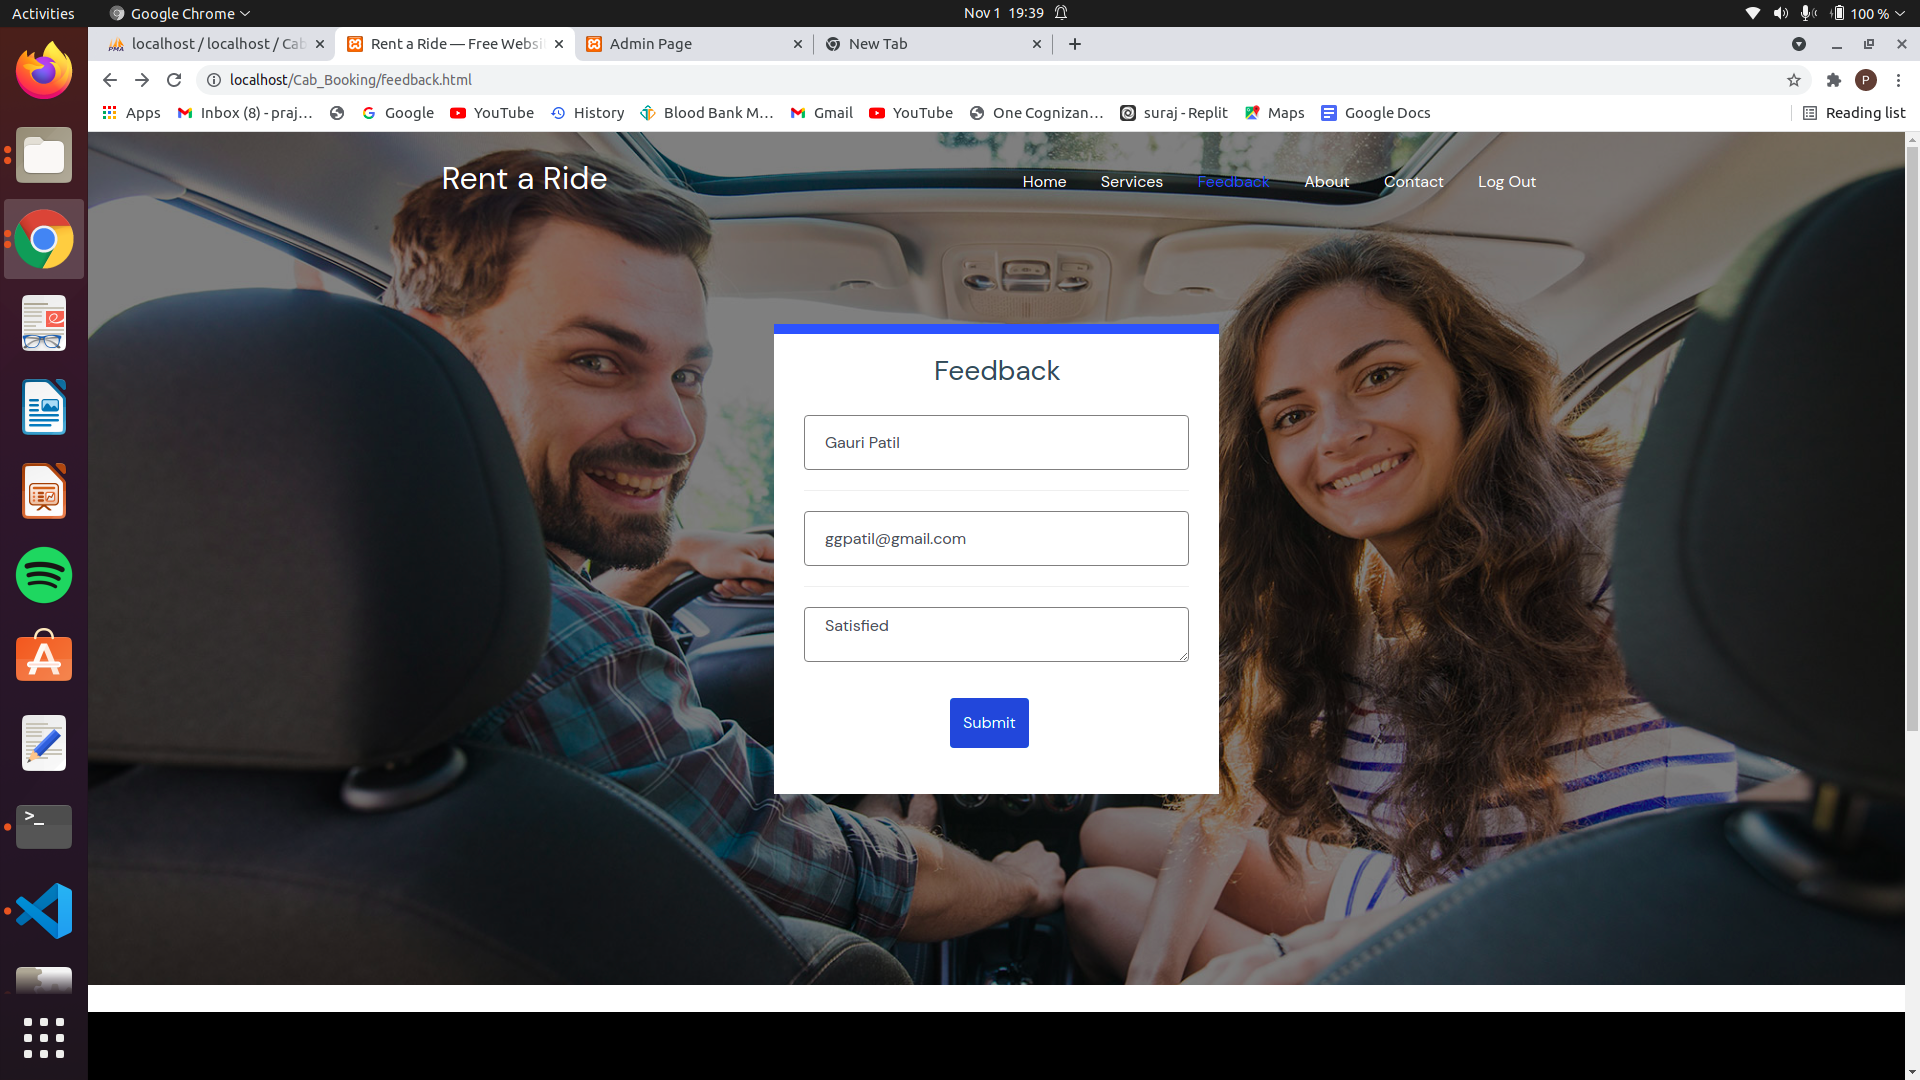 Activities
Google Chrome
Nov 1 19:39
100 %
localhost / localhost / Cab
Rent a Ride — Free Websi
Admin Page
New Tab
localhost/Cab_Booking/feedback.html
P
Apps
Inbox (8) - praj...
Google
YouTube
History
Blood Bank M...
Gmail
YouTube
One Cognizan...
suraj - Replit
Maps
Google Docs
Reading list
Rent a Ride
Home
Services
Feedback
About
Contact
Log Out
Feedback
Gauri Patil
ggpatil@gmail.com
Satisfied
Submit